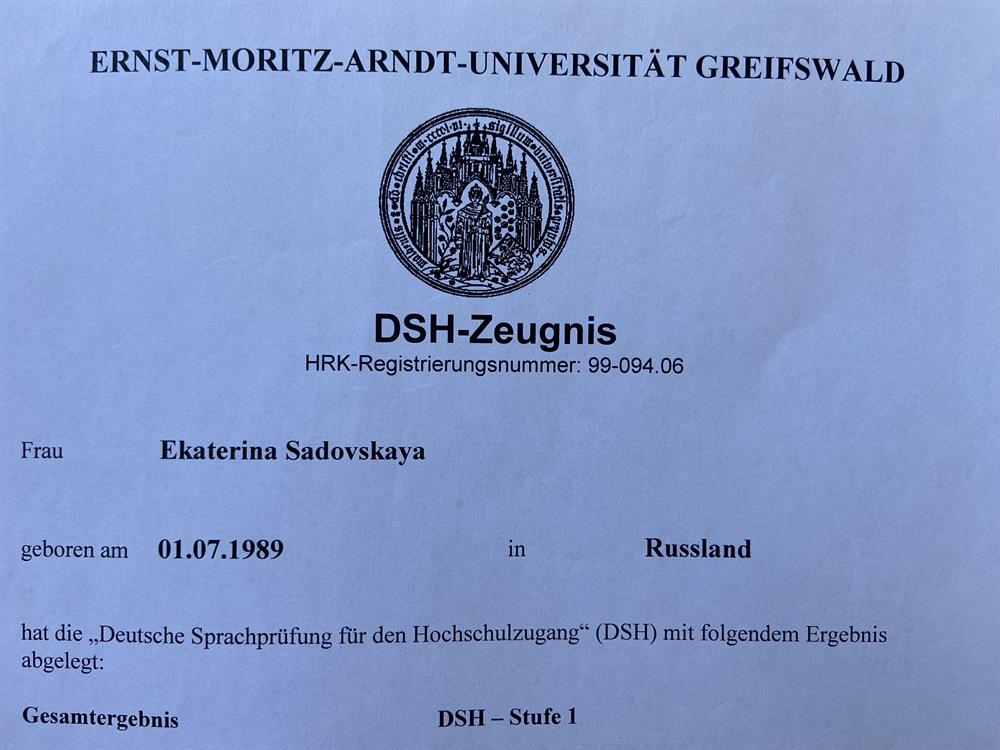 ERNST-MORITZ-ARNDT-UNIVERSITÄT GREIFSWALD
DSH-Zeugnis
HRK-Registrierungsnummer: 99-094.06
Frau Ekaterina Sadovskaya
geboren am 01.07.1989 in Russland
hat die „Deutsche Sprachprüfung für den Hochschulzugang“ (DSH) mit folgendem Ergebnis
abgelegt:
Gesamtergebnis DSH – Stufe 1